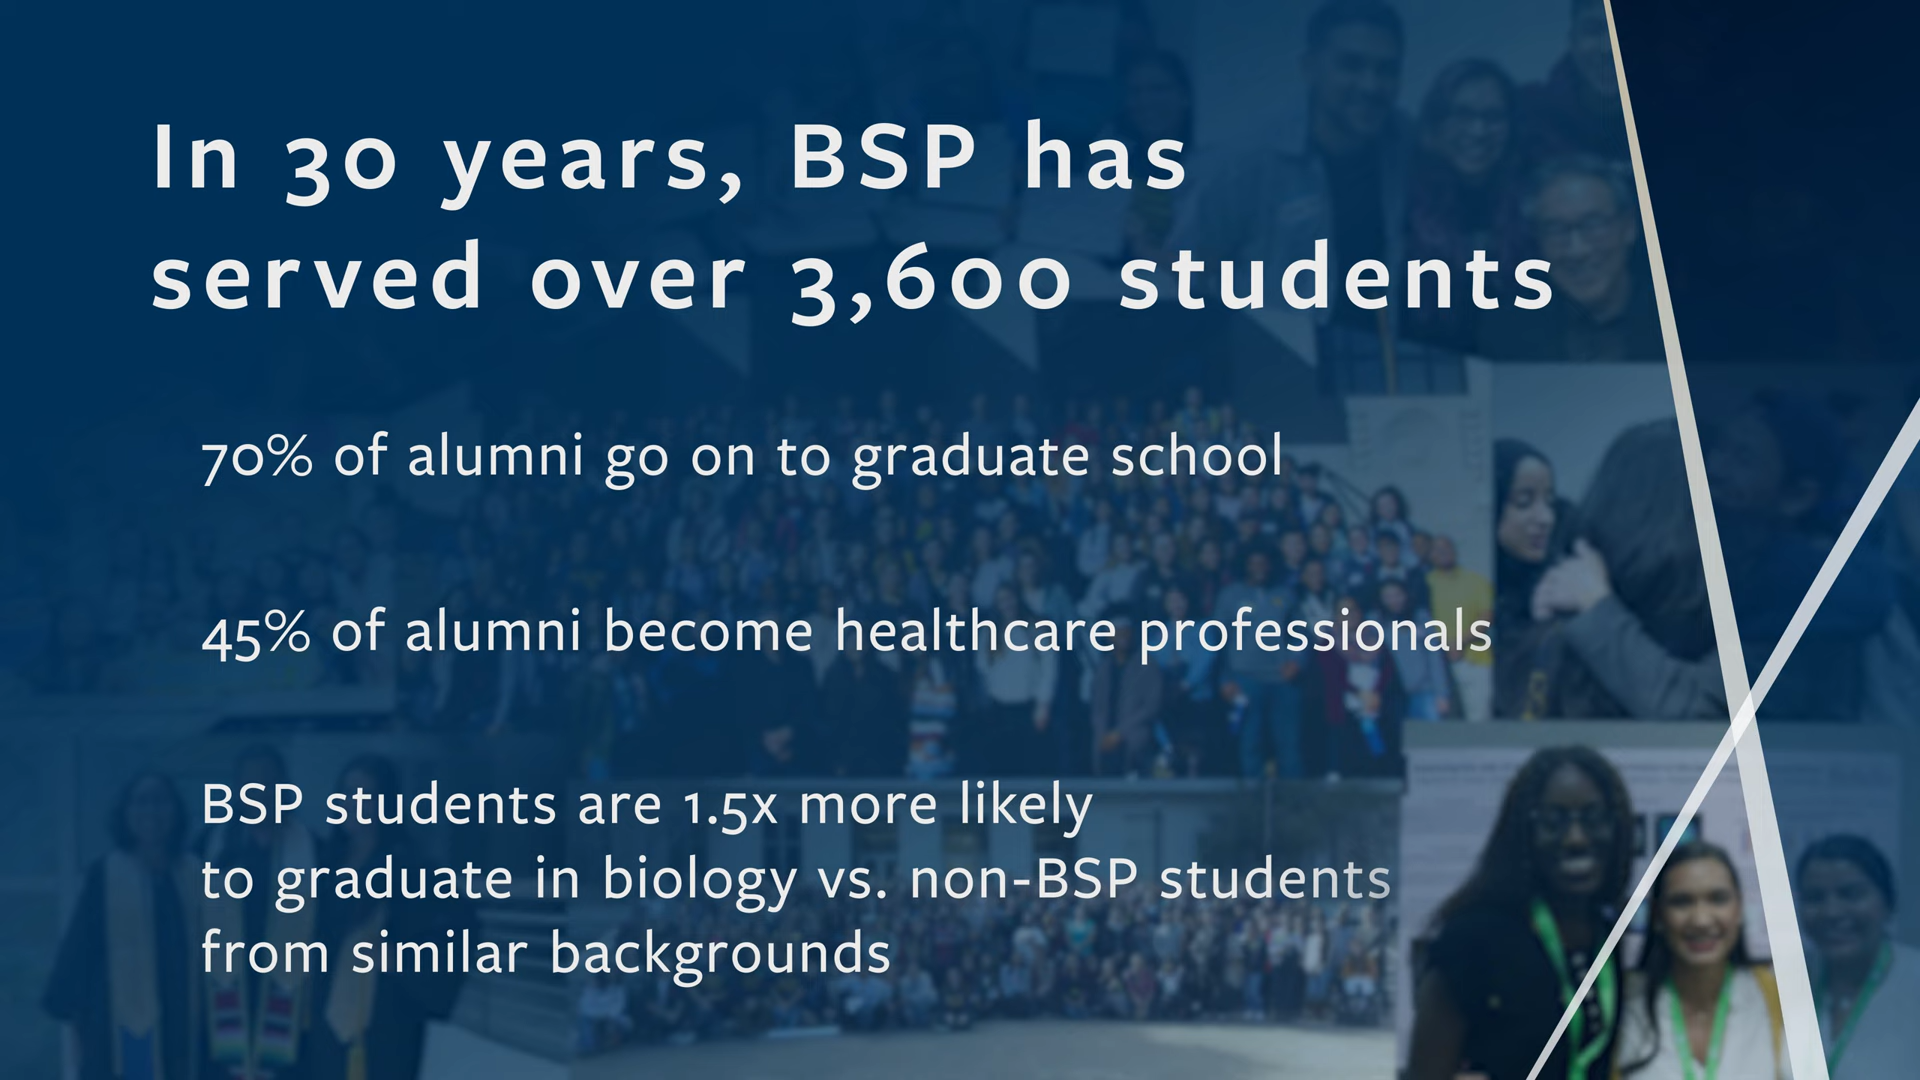 In 30 years, BSP has
served over 3,600 students
70% of alumni go on to graduate school
45% of alumni become healthcare professionals
BSP students are 1.5x more likely
to graduate in biology vs. non-BSP students
from similar backgrounds